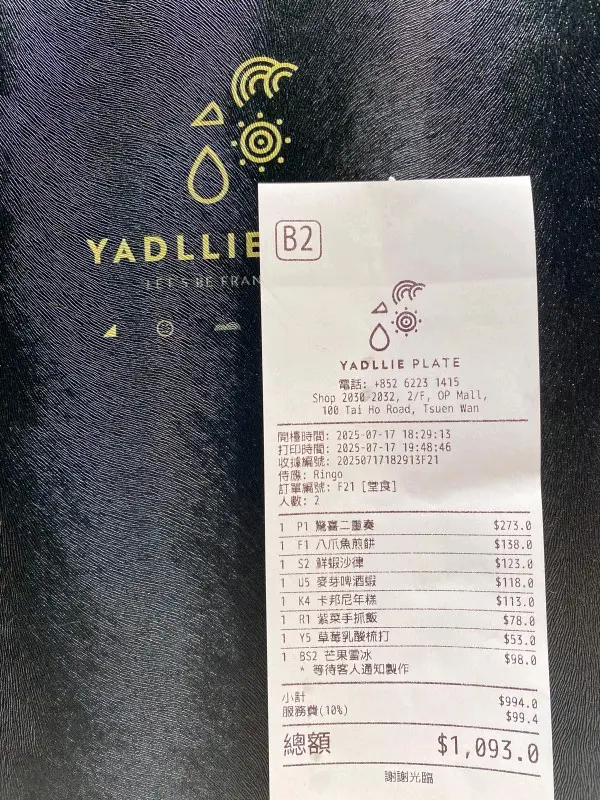 YADLLIE
LET'S BE FRAN
B2
YADLLIE PLATE
電話: +852 6223 1415
Shop 2030-2032, 2/F, OP Mall,
100 Tai Ho Road, Tsuen Wan
開檯時間: 2025-07-17 18:29:13
打印時間: 2025-07-17 19:48:46
收據編號: 20250717182913F21
侍應: Ringo
訂單編號: F21 [堂食]
人數: 2
1 P1 驚喜二重奏 $273.0
1 F1 八爪魚煎餅 $138.0
1 S2 鮮蝦沙律 $123.0
1 U5 麥芽啤酒蝦 $118.0
1 K4 卡邦尼年糕 $113.0
1 R1 紫菜手抓飯 $78.0
1 Y5 草莓乳酸梳打 $53.0
1 BS2 芒果雪冰 $98.0
* 等待客人通知製作
小計 $994.0
服務費(10%) $99.4
總額 $1,093.0
謝謝光臨